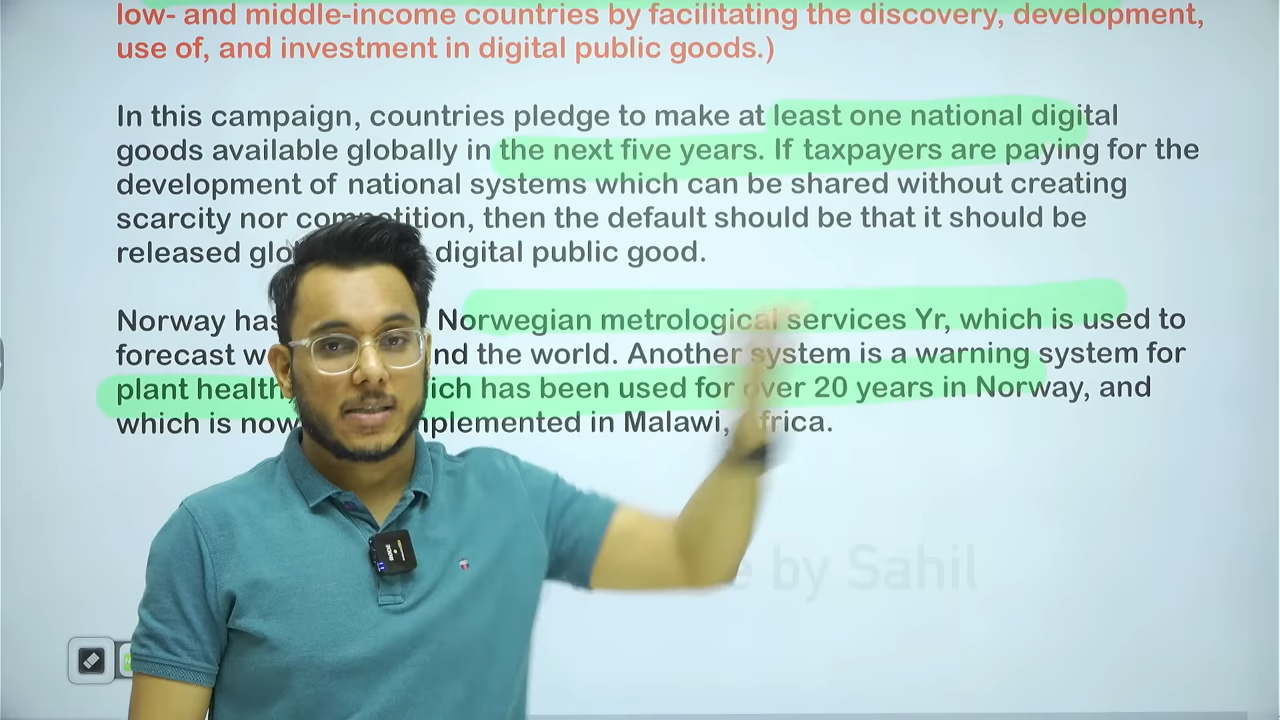 low- and middle-income countries by facilitating the discovery, development,
use of, and investment in digital public goods.)
In this campaign, countries pledge to make at least one national digital
goods available globally in the next five years. If taxpayers are paying for the
development of national systems which can be shared without creating
scarcity nor competition, then the default should be that it should be
released glo digital public good.
Norway has Norwegian metrological services Yr, which is used to
forecast w nd the world. Another system is a warning system for
plant health, ich has been used for over 20 years in Norway, and
which is now mplemented in Malawi, Africa.
e by Sahil